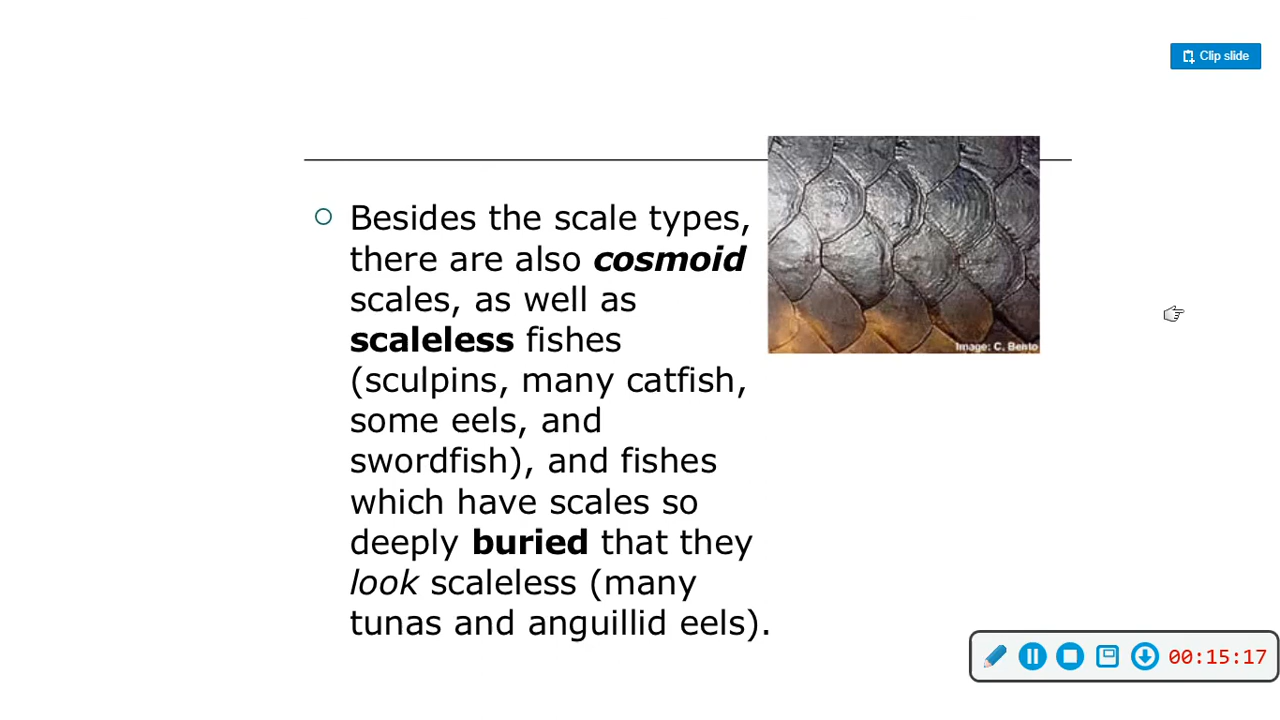 Clip slide
Besides the scale types,
there are also cosmoid
scales, as well as
scaleless fishes
(sculpins, many catfish,
some eels, and
swordfish), and fishes
which have scales so
deeply buried that they
look scaleless (many
tunas and anguillid eels).
Image: C. Bento
00:15:17